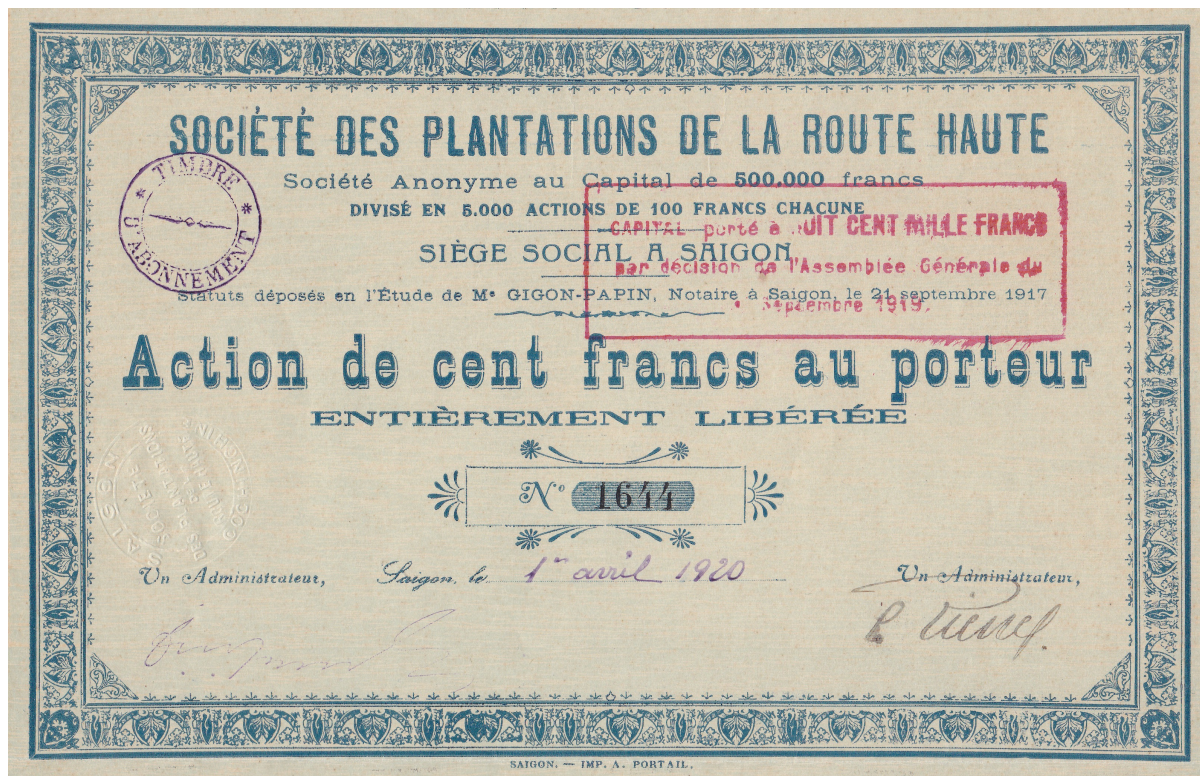 SOCIÉTÉ DES PLANTATIONS DE LA ROUTE HAUTE
Société Anonyme au Capital de 500.000 francs
DIVISÉ EN 5.000 ACTIONS DE 100 FRANCS CHACUNE
TIMBRE D'ABONNEMENT
CAPITAL porté à HUIT CENT MILLE FRANCS
par décision de l'Assemblée Générale du
Septembre 1919.
SIÈGE SOCIAL A SAIGON
Statuts déposés en l'Étude de Me GIGON-PAPIN, Notaire à Saigon, le 21 septembre 1917
Action de cent francs au porteur
ENTIÈREMENT LIBÉRÉE
No 1644
SAIGON
Un Administrateur,
Saigon, le 1er avril 1920
Un Administrateur,
SAIGON. — IMP. A. PORTAIL.